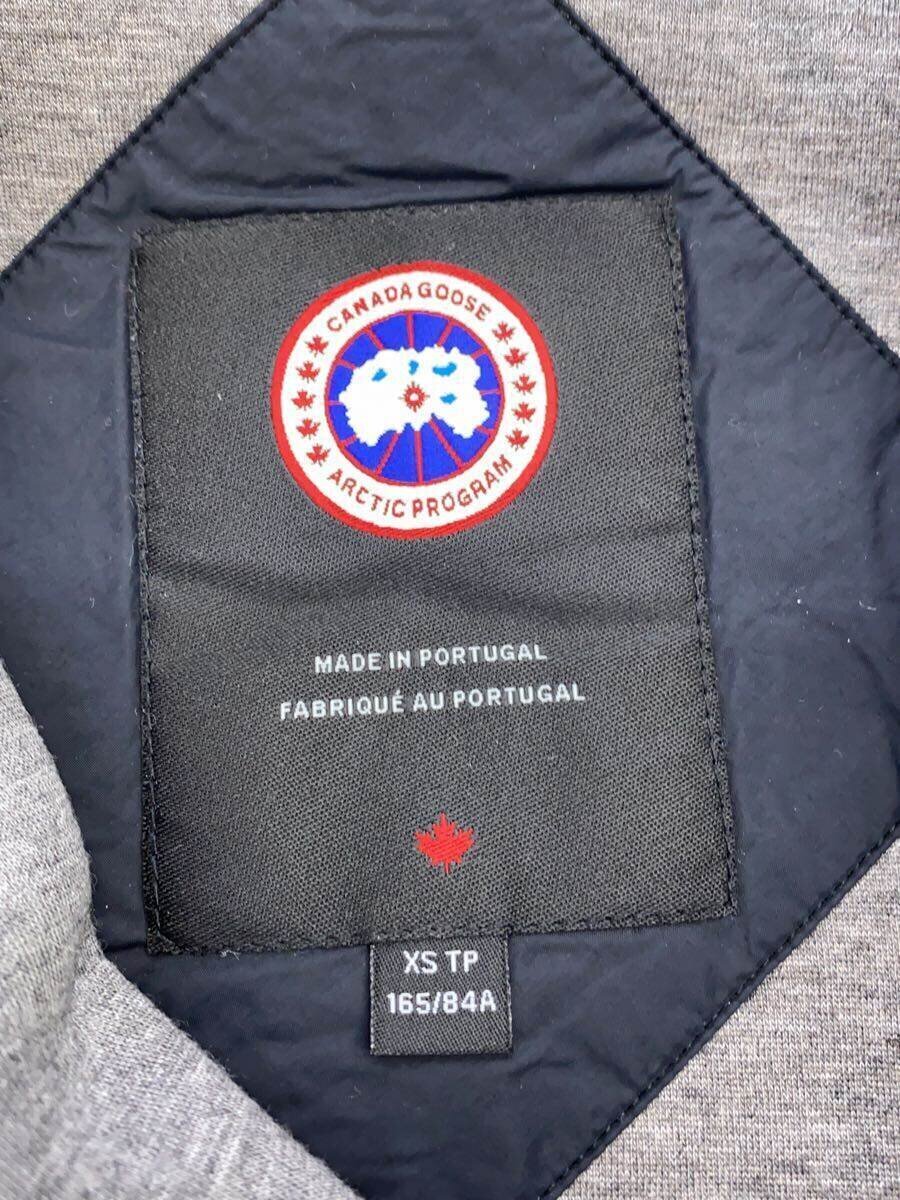 CANADA GOOSE
ARCTIC PROGRAM
MADE IN PORTUGAL
FABRIQUÉ AU PORTUGAL
XS TP
165/84A